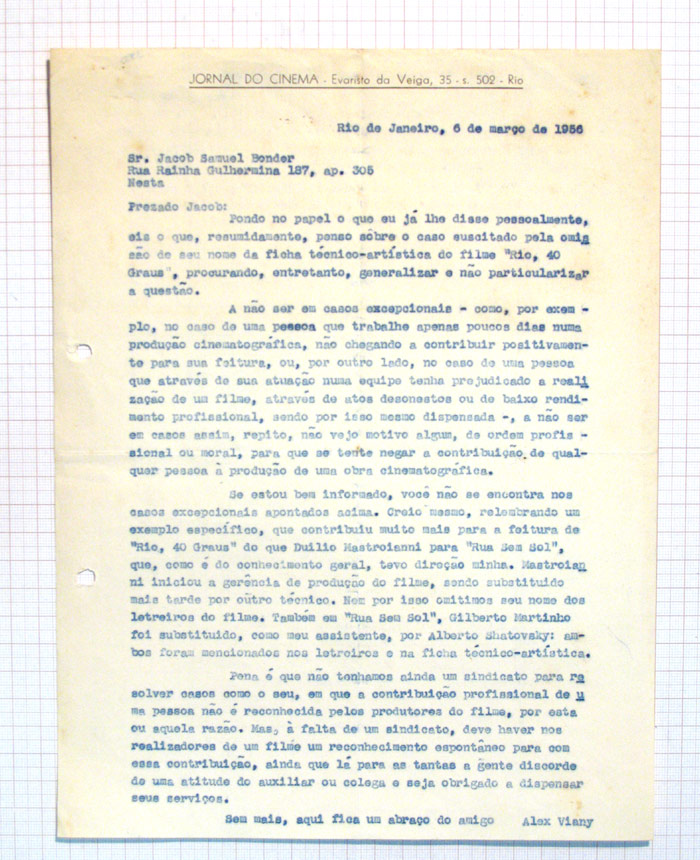 JORNAL DO CINEMA - Evaristo da Veiga, 35 - s. 502 - Rio
Rio de Janeiro, 6 de março de 1956
Sr. Jacob Samuel Bonder
Rua Rainha Gulhermina 187, ap. 305
Nesta
Prezado Jacob:
Pondo no papel o que eu já lhe disse pessoalmente,
eis o que, resumidamente, penso sôbre o caso suscitado pela omis
são de seu nome da ficha técnico-artística do filme "Rio, 40
Graus", procurando, entretanto, generalizar e não particularizar
a questão.
A não ser em casos excepcionais - como, por exem -
plo, no caso de uma pessoa que trabalhe apenas poucos dias numa
produção cinematográfica, não chegando a contribuir positivamen-
te para sua feitura, ou, por outro lado, no caso de uma pessoa
que através de sua atuação numa equipe tenha prejudicado a reali
zação de um filme, através de atos desonestos ou de baixo rendi-
mento profissional, sendo por isso mesmo dispensada -, a não ser
em casos assim, repito, não vejo motivo algum, de ordem profis -
sional ou moral, para que se tente negar a contribuição de qual-
quer pessoa à produção de uma obra cinematográfica.
Se estou bem informado, você não se encontra nos
casos excepcionais apontados acima. Creio mesmo, relembrando um
exemplo específico, que contribuiu muito mais para a feitura de
"Rio, 40 Graus" do que Duilio Mastroianni para "Rua Sem Sol",
que, como é do conhecimento geral, teve direção minha. Mastroian
ni iniciou a gerência de produção do filme, sendo substituido
mais tarde por outro técnico. Nem por isso omitimos seu nome dos
letreiros do filme. Também em "Rua Sem Sol", Gilberto Martinho
foi substituido, como meu assistente, por Alberto Shatovsky: am-
bos foram mencionados nos letreiros e na ficha técnico-artística.
Pena é que não tenhamos ainda um sindicato para re
solver casos como o seu, em que a contribuição profissional de u
ma pessoa não é reconhecida pelos produtores do filme, por esta
ou aquela razão. Mas, à falta de um sindicato, deve haver nos
realizadores de um filme um reconhecimento espontâneo para com
essa contribuição, ainda que lá para as tantas a gente discorde
de uma atitude do auxiliar ou colega e seja obrigado a dispensar
seus serviços.
Sem mais, aqui fica um abraço do amigo Alex Viany